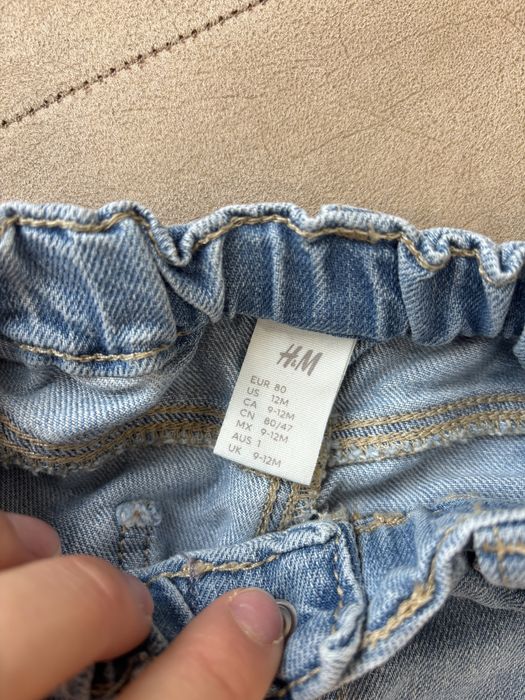 H&M
EUR 80
US 12M
CA 9-12M
CN 80/47
MX 9-12M
AUS 1
UK 9-12M